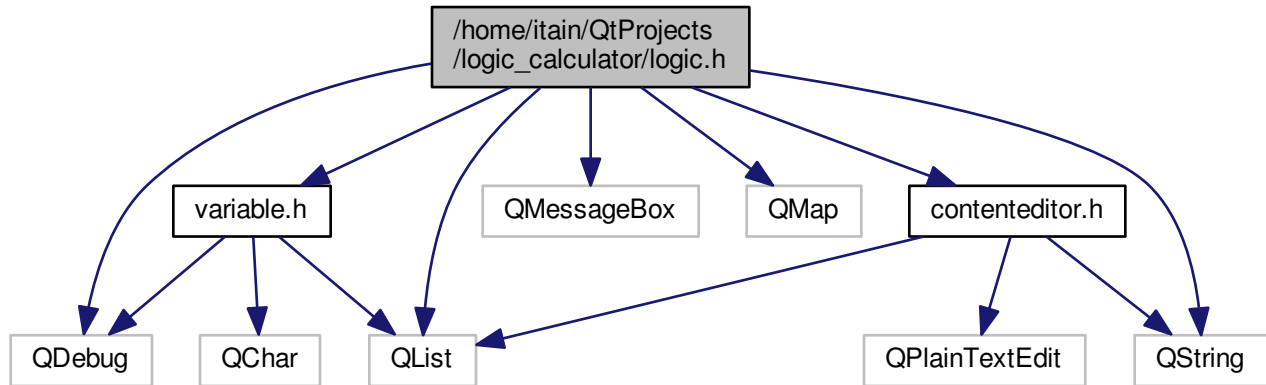 /home/itain/QtProjects
/logic_calculator/logic.h
variable.h
QMessageBox
QMap
contenteditor.h
QDebug
QChar
QList
QPlainTextEdit
QString